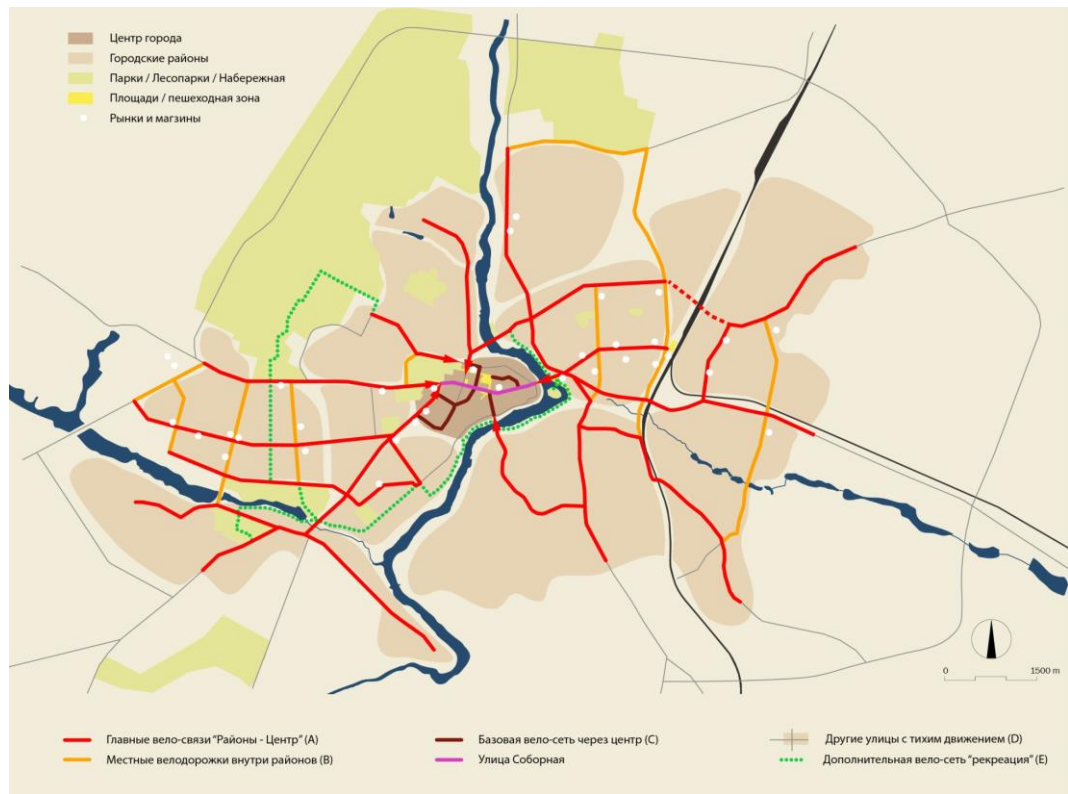 Центр города
Городские районы
Парки / Лесопарки / Набережная
Площади / пешеходная зона
Рынки и магзины
0 1500 m
Главные вело-связи "Районы - Центр" (A)
Местные велодорожки внутри районов (B)
Базовая вело-сеть через центр (C)
Улица Соборная
Другие улицы с тихим движением (D)
Дополнительная вело-сеть "рекреация" (E)